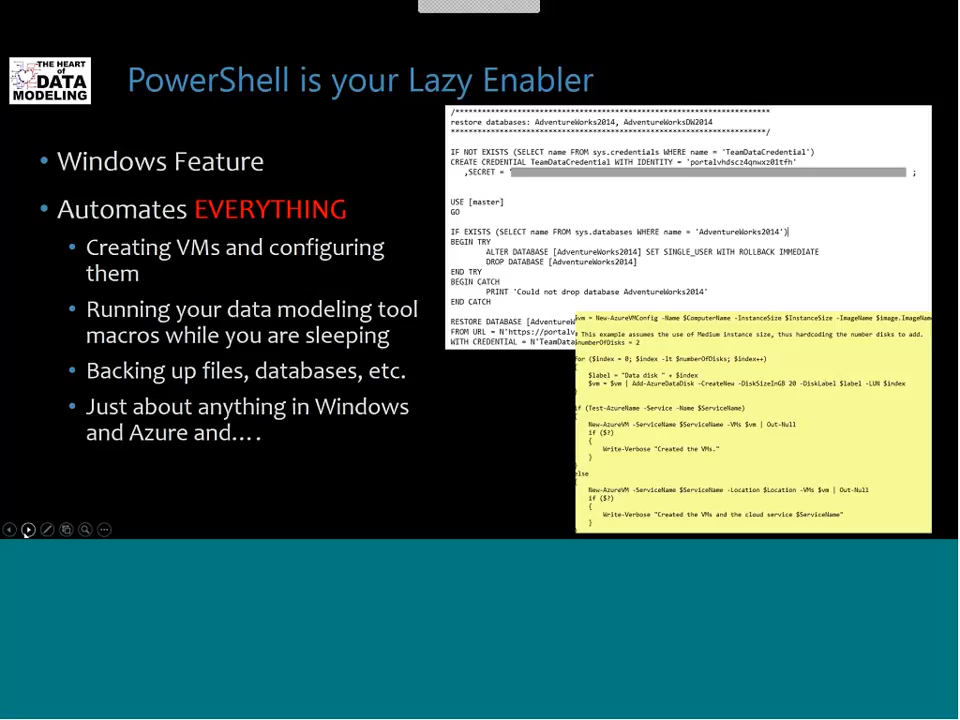 THE HEART
of
DATA
MODELING
PowerShell is your Lazy Enabler
• Windows Feature
• Automates EVERYTHING
• Creating VMs and configuring
them
• Running your data modeling tool
macros while you are sleeping
• Backing up files, databases, etc.
• Just about anything in Windows
and Azure and….
restore databases: AdventureWorks2014, AdventureWorksDW2014
IF NOT EXISTS (SELECT name FROM sys.credentials WHERE name = 'TeamDataCredential')
CREATE CREDENTIAL TeamDataCredential WITH IDENTITY = 'portalvhdscz4qnwxz01tfh'
,SECRET = ' ;
USE [master]
GO
IF EXISTS (SELECT name FROM sys.databases WHERE name = 'AdventureWorks2014')
BEGIN TRY
ALTER DATABASE [AdventureWorks2014] SET SINGLE_USER WITH ROLLBACK IMMEDIATE
DROP DATABASE [AdventureWorks2014]
END TRY
BEGIN CATCH
PRINT 'Could not drop database AdventureWorks2014'
END CATCH
RESTORE DATABASE [AdventureW
FROM URL = N'https://portalv
WITH CREDENTIAL = N'TeamData
$vm = New-AzureVMConfig -Name $ComputerName -InstanceSize $InstanceSize -ImageName $image.ImageName
# This example assumes the use of Medium instance size, thus hardcoding the number disks to add.
$numberOfDisks = 2
for ($index = 0; $index -lt $numberOfDisks; $index++)
{
$label = "Data disk " + $index
$vm = $vm | Add-AzureDataDisk -CreateNew -DiskSizeInGB 20 -DiskLabel $label -LUN $index
}
if (Test-AzureName -Service -Name $ServiceName)
{
New-AzureVM -ServiceName $ServiceName -VMs $vm | Out-Null
if ($?)
{
Write-Verbose "Created the VMs."
}
}
else
{
New-AzureVM -ServiceName $ServiceName -Location $Location -VMs $vm | Out-Null
if ($?)
{
Write-Verbose "Created the VMs and the cloud service $ServiceName"
}
}